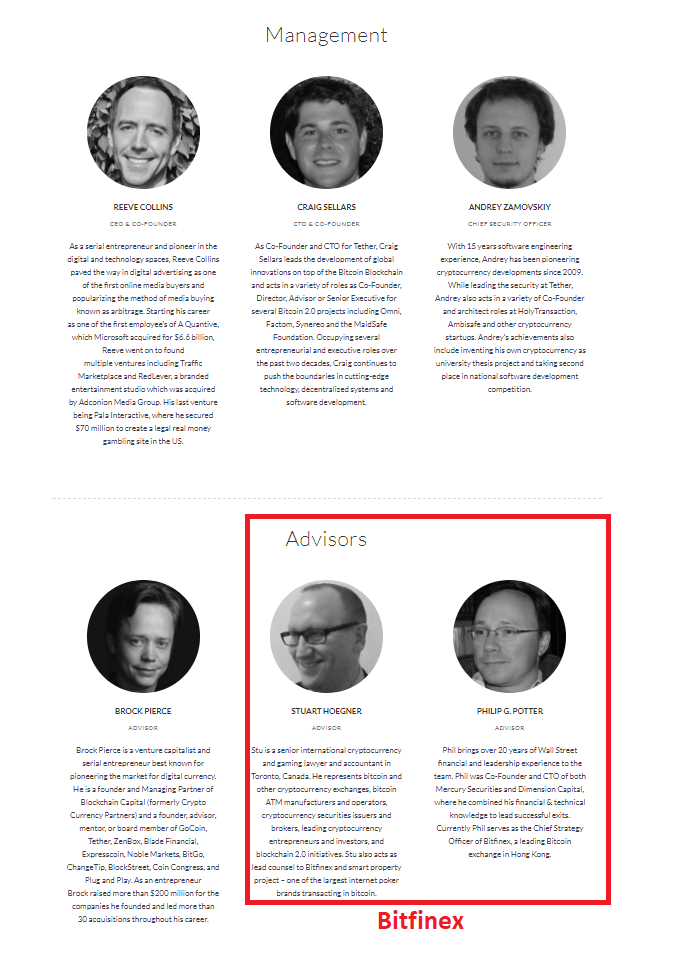 Management
REEVE COLLINS
CEO & CO-FOUNDER
As a serial entrepreneur and pioneer in the
digital and technology spaces, Reeve Collins
paved the way in digital advertising as one
of the first online media buyers and
popularizing the method of media buying
known as arbitrage. Starting his career
as one of the first employee's of A Quantive,
which Microsoft acquired for $6.6 billion,
Reeve went on to found
multiple ventures including Traffic
Marketplace and RedLever, a branded
entertainment studio which was acquired
by Adconion Media Group. His last venture
being Pala Interactive, where he secured
$70 million to create a legal real money
gambling site in the US.
CRAIG SELLARS
CTO & CO-FOUNDER
As Co-Founder and CTO for Tether, Craig
Sellars leads the development of global
innovations on top of the Bitcoin Blockchain
and acts in a variety of roles as Co-Founder,
Director, Advisor or Senior Executive for
several Bitcoin 2.0 projects including Omni,
Factom, Synereo and the MaidSafe
Foundation. Occupying several
entrepreneurial and executive roles over
the past two decades, Craig continues to
push the boundaries in cutting-edge
technology, decentralized systems and
software development.
ANDREY ZAMOVSKIY
CHIEF SECURITY OFFICER
With 15 years software engineering
experience, Andrey has been pioneering
cryptocurrency developments since 2009.
While leading the security at Tether,
Andrey also acts in a variety of Co-Founder
and architect roles at HolyTransaction,
Ambisafe and other cryptocurrency
startups. Andrey's achievements also
include inventing his own cryptocurrency as
university thesis project and taking second
place in national software development
competition.
Advisors
BROCK PIERCE
ADVISOR
Brock Pierce is a venture capitalist and
serial entrepreneur best known for
pioneering the market for digital currency.
He is a founder and Managing Partner of
Blockchain Capital (formerly Crypto
Currency Partners) and a founder, advisor,
mentor, or board member of GoCoin,
Tether, ZenBox, Blade Financial,
Expresscoin, Noble Markets, BitGo,
ChangeTip, BlockStreet, Coin Congress, and
Plug and Play. As an entrepreneur
Brock raised more than $200 million for the
companies he founded and led more than
30 acquisitions throughout his career.
STUART HOEGNER
ADVISOR
Stu is a senior international cryptocurrency
and gaming lawyer and accountant in
Toronto, Canada. He represents bitcoin and
other cryptocurrency exchanges, bitcoin
ATM manufacturers and operators,
cryptocurrency securities issuers and
brokers, leading cryptocurrency
entrepreneurs and investors, and
blockchain 2.0 initiatives. Stu also acts as
lead counsel to Bitfinex and smart property
project – one of the largest internet poker
brands transacting in bitcoin.
PHILIP G. POTTER
ADVISOR
Phil brings over 20 years of Wall Street
financial and leadership experience to the
team. Phil was Co-Founder and CTO of both
Mercury Securities and Dimension Capital,
where he combined his financial & technical
knowledge to lead successful exits.
Currently Phil serves as the Chief Strategy
Officer of Bitfinex, a leading Bitcoin
exchange in Hong Kong.
Bitfinex